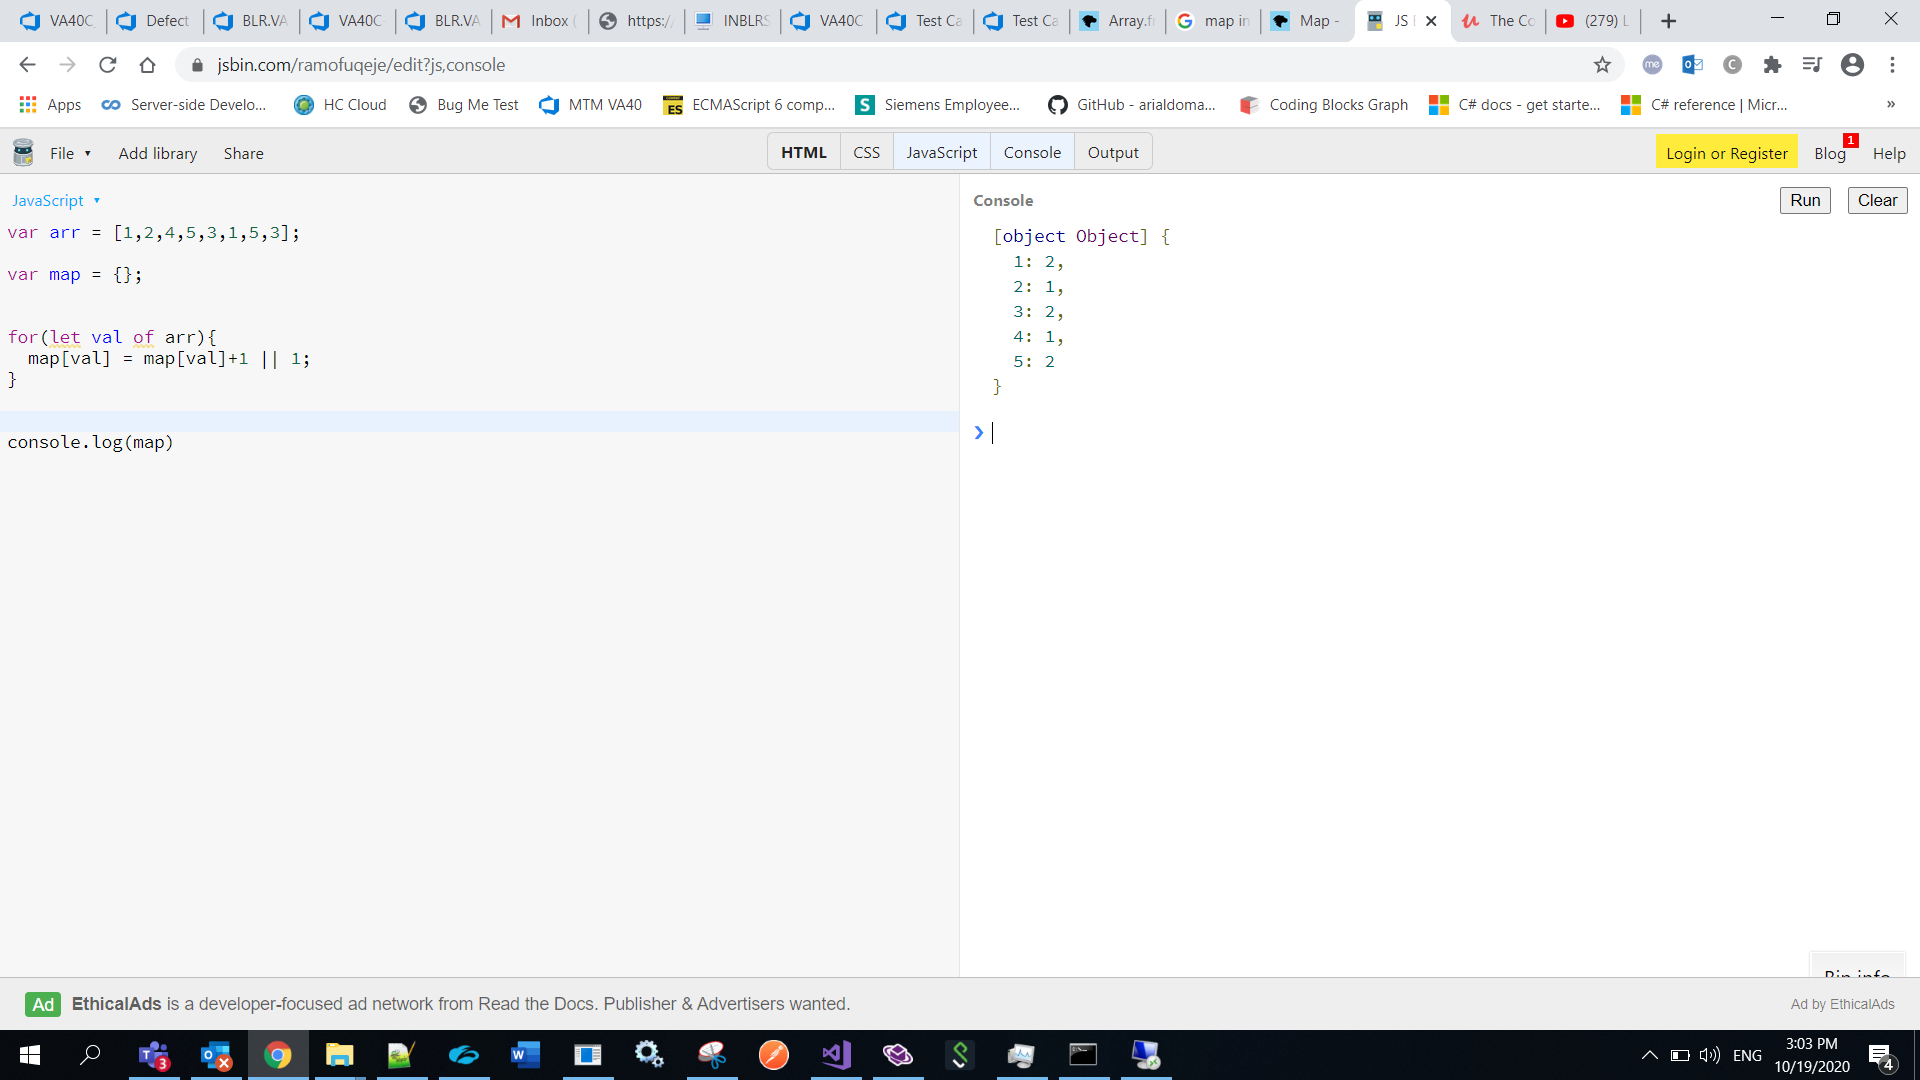 VA40C Defect BLR.VA VA40C BLR.VA Inbox ( https:/ INBLRS VA40C Test Ca Test Ca Array.f map in Map - JS The Co (279) L
jsbin.com/ramofuqeje/edit?js,console
Apps Server-side Develo... HC Cloud Bug Me Test MTM VA40 ECMAScript 6 comp... Siemens Employee... GitHub - arialdoma... Coding Blocks Graph C# docs - get starte... C# reference | Micr... »
File Add library Share HTML CSS JavaScript Console Output Login or Register Blog 1 Help
JavaScript
var arr = [1,2,4,5,3,1,5,3];
var map = {};
for(let val of arr){
map[val] = map[val]+1 || 1;
}
console.log(map)
Console Run Clear
[object Object] {
1: 2,
2: 1,
3: 2,
4: 1,
5: 2
}
Bin info
Ad EthicalAds is a developer-focused ad network from Read the Docs. Publisher & Advertisers wanted. Ad by EthicalAds
ENG
3:03 PM
10/19/2020
4